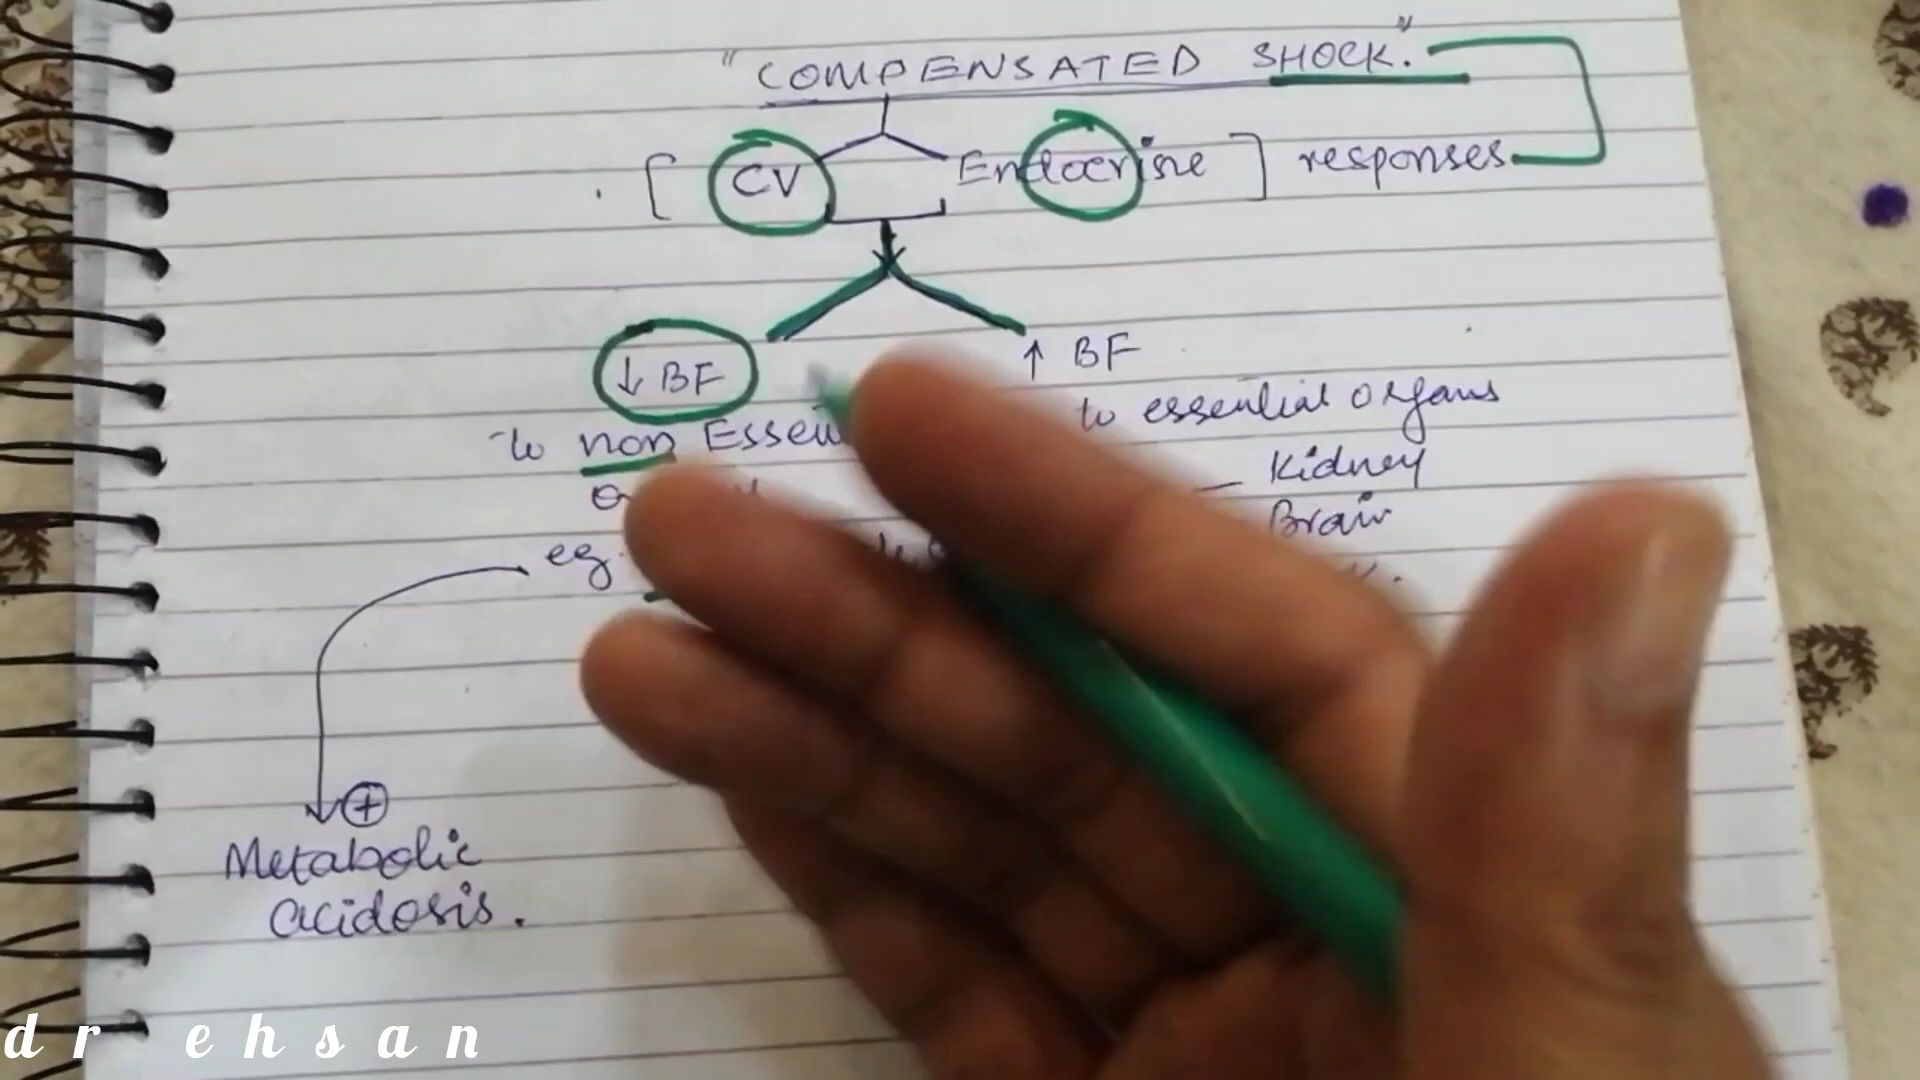 "COMPENSATED SHOCK."
[ CV Endocrine ] responses
↓ BF
↑ BF
to non
to essential organs
Kidney
Brain
eg
⊕
Metabolic
acidosis.
dr ehsan